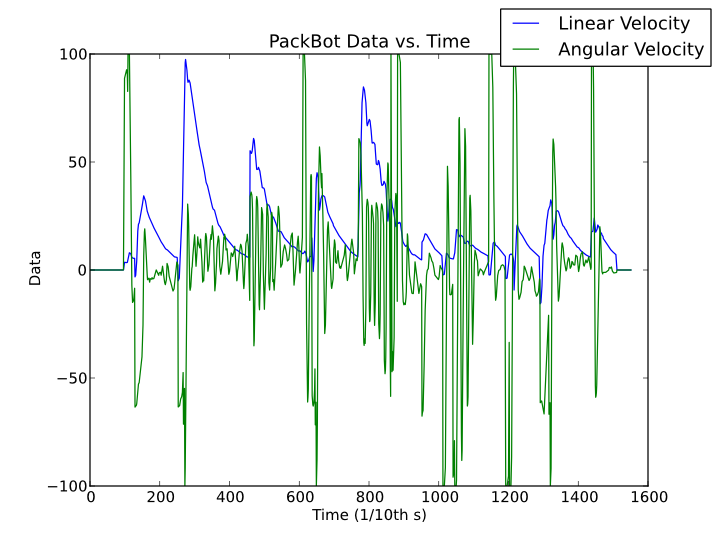 PackBot Data vs. Time
Linear Velocity
Angular Velocity
Data
100
50
0
−50
−100
0 200 400 600 800 1000 1200 1400 1600
Time (1/10th s)